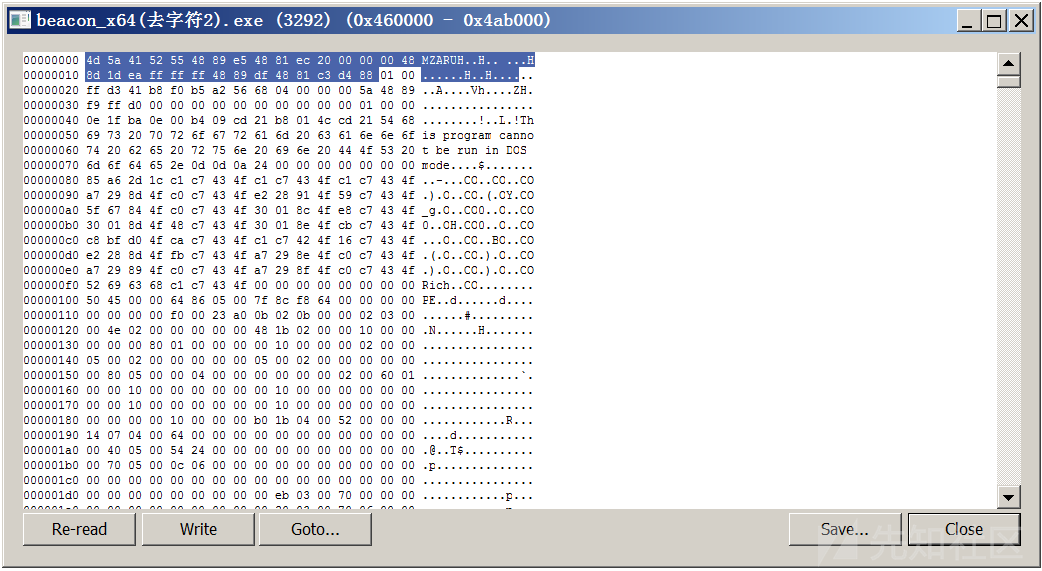 beacon_x64(去字符2).exe (3292) (0x460000 - 0x4ab000)
00000000 4d 5a 41 52 55 48 89 e5 48 81 ec 20 00 00 00 48 MZARUH..H.. ...H
00000010 8d 1d ea ff ff ff 48 89 df 48 81 c3 d4 88 01 00 ......H..H......
00000020 ff d3 41 b8 f0 b5 a2 56 68 04 00 00 00 5a 48 89 ..A....Vh....ZH.
00000030 f9 ff d0 00 00 00 00 00 00 00 00 00 00 01 00 00 ................
00000040 0e 1f ba 0e 00 b4 09 cd 21 b8 01 4c cd 21 54 68 ........!..L.!Th
00000050 69 73 20 70 72 6f 67 72 61 6d 20 63 61 6e 6e 6f is program canno
00000060 74 20 62 65 20 72 75 6e 20 69 6e 20 44 4f 53 20 t be run in DOS
00000070 6d 6f 64 65 2e 0d 0d 0a 24 00 00 00 00 00 00 00 mode....$.......
00000080 85 a6 2d 1c c1 c7 43 4f c1 c7 43 4f c1 c7 43 4f ..-...CO..CO..CO
00000090 a7 29 8d 4f c0 c7 43 4f e2 28 91 4f 59 c7 43 4f .).O..CO.(.OY.CO
000000a0 5f 67 84 4f c0 c7 43 4f 30 01 8c 4f e8 c7 43 4f _g.O..CO0..O..CO
000000b0 30 01 8d 4f 48 c7 43 4f 30 01 8e 4f cb c7 43 4f 0..OH.CO0..O..CO
000000c0 c8 bf d0 4f ca c7 43 4f c1 c7 42 4f 16 c7 43 4f ...O..CO..BO..CO
000000d0 e2 28 8d 4f fb c7 43 4f a7 29 8e 4f c0 c7 43 4f .(.O..CO.).O..CO
000000e0 a7 29 89 4f c0 c7 43 4f a7 29 8f 4f c0 c7 43 4f .).O..CO.).O..CO
000000f0 52 69 63 68 c1 c7 43 4f 00 00 00 00 00 00 00 00 Rich..CO........
00000100 50 45 00 00 64 86 05 00 7f 8c f8 64 00 00 00 00 PE..d......d....
00000110 00 00 00 00 f0 00 23 a0 0b 02 0b 00 00 02 03 00 ......#.........
00000120 00 4e 02 00 00 00 00 00 48 1b 02 00 00 10 00 00 .N......H.......
00000130 00 00 00 80 01 00 00 00 00 10 00 00 00 02 00 00 ................
00000140 05 00 02 00 00 00 00 00 05 00 02 00 00 00 00 00 ................
00000150 00 80 05 00 00 04 00 00 00 00 00 00 02 00 60 01 ..............`.
00000160 00 00 10 00 00 00 00 00 00 10 00 00 00 00 00 00 ................
00000170 00 00 10 00 00 00 00 00 00 10 00 00 00 00 00 00 ................
00000180 00 00 00 00 10 00 00 00 b0 1b 04 00 52 00 00 00 ............R...
00000190 14 07 04 00 64 00 00 00 00 00 00 00 00 00 00 00 ....d...........
000001a0 00 40 05 00 54 24 00 00 00 00 00 00 00 00 00 00 .@..T$..........
000001b0 00 70 05 00 0c 06 00 00 00 00 00 00 00 00 00 00 .p..............
000001c0 00 00 00 00 00 00 00 00 00 00 00 00 00 00 00 00 ................
000001d0 00 00 00 00 00 00 00 00 00 eb 03 00 70 00 00 00 ............p...
Re-read Write Goto... Save... Close
先知社区